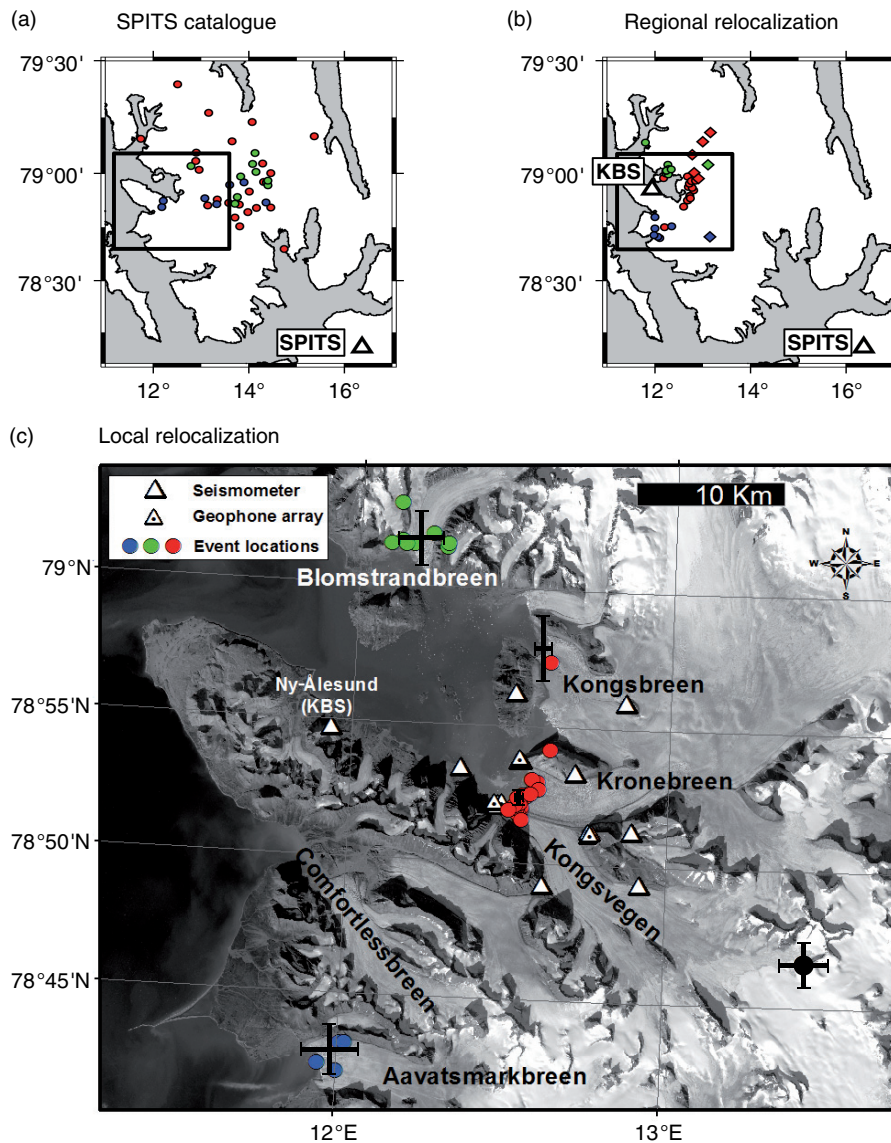 (a) SPITS catalogue
79°30'
79°00'
78°30'
SPITS
12° 14° 16°
(b) Regional relocalization
79°30'
79°00'
KBS
78°30'
SPITS
12° 14° 16°
(c) Local relocalization
Seismometer
Geophone array
Event locations
10 Km
N
W E
S
79°N
Blomstrandbreen
Ny-Ålesund
(KBS)
Kongsbreen
78°55'N
Kronebreen
78°50'N
Kongsvegen
Comfortlessbreen
78°45'N
Aavatsmarkbreen
12°E 13°E